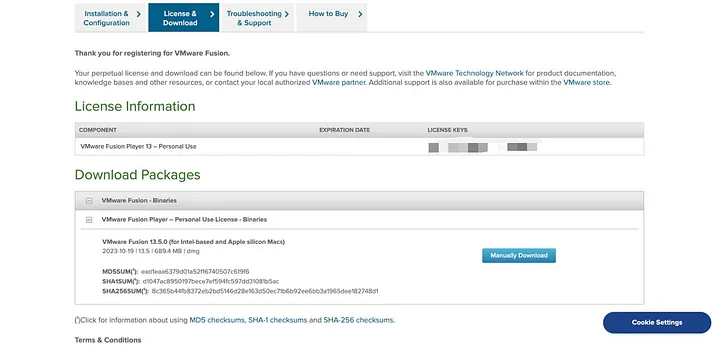 Installation & Configuration
License & Download
Troubleshooting & Support
How to Buy
Thank you for registering for VMware Fusion.
Your perpetual license and download can be found below. If you have questions or need support, visit the VMware Technology Network for product documentation,
knowledge bases and other resources, or contact your local authorized VMware partner. Additional support is also available for purchase within the VMware store.
License Information
COMPONENT EXPIRATION DATE LICENSE KEYS
VMware Fusion Player 13 – Personal Use
Download Packages
VMware Fusion - Binaries
VMware Fusion Player – Personal Use License - Binaries
VMware Fusion 13.5.0 (for Intel-based and Apple silicon Macs)
2023-10-19 | 13.5 | 689.4 MB | dmg
Manually Download
MD5SUM(¹): ead1eaa6379d01a52f16740507c619f6
SHA1SUM(¹): d1047ac8950197bece7ef594fc597dd31081b5ac
SHA256SUM(¹): 8c365b44fb8372eb2bd5146d28e163d50ec71b6b92ee6bb3a1965dee182748d1
(¹)Click for information about using MD5 checksums, SHA-1 checksums and SHA-256 checksums.
Cookie Settings
Terms & Conditions